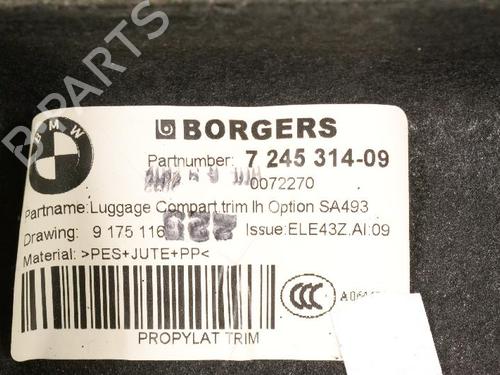 B-PARTS
BMW
BORGERS
Partnumber: 7 245 314-09
0072270
Partname: Luggage Compart.trim lh Option SA493
Drawing: 9 175 116 Issue: ELE43Z.AI:09
Material: >PES+JUTE+PP<
CCC
PROPYLAT TRIM